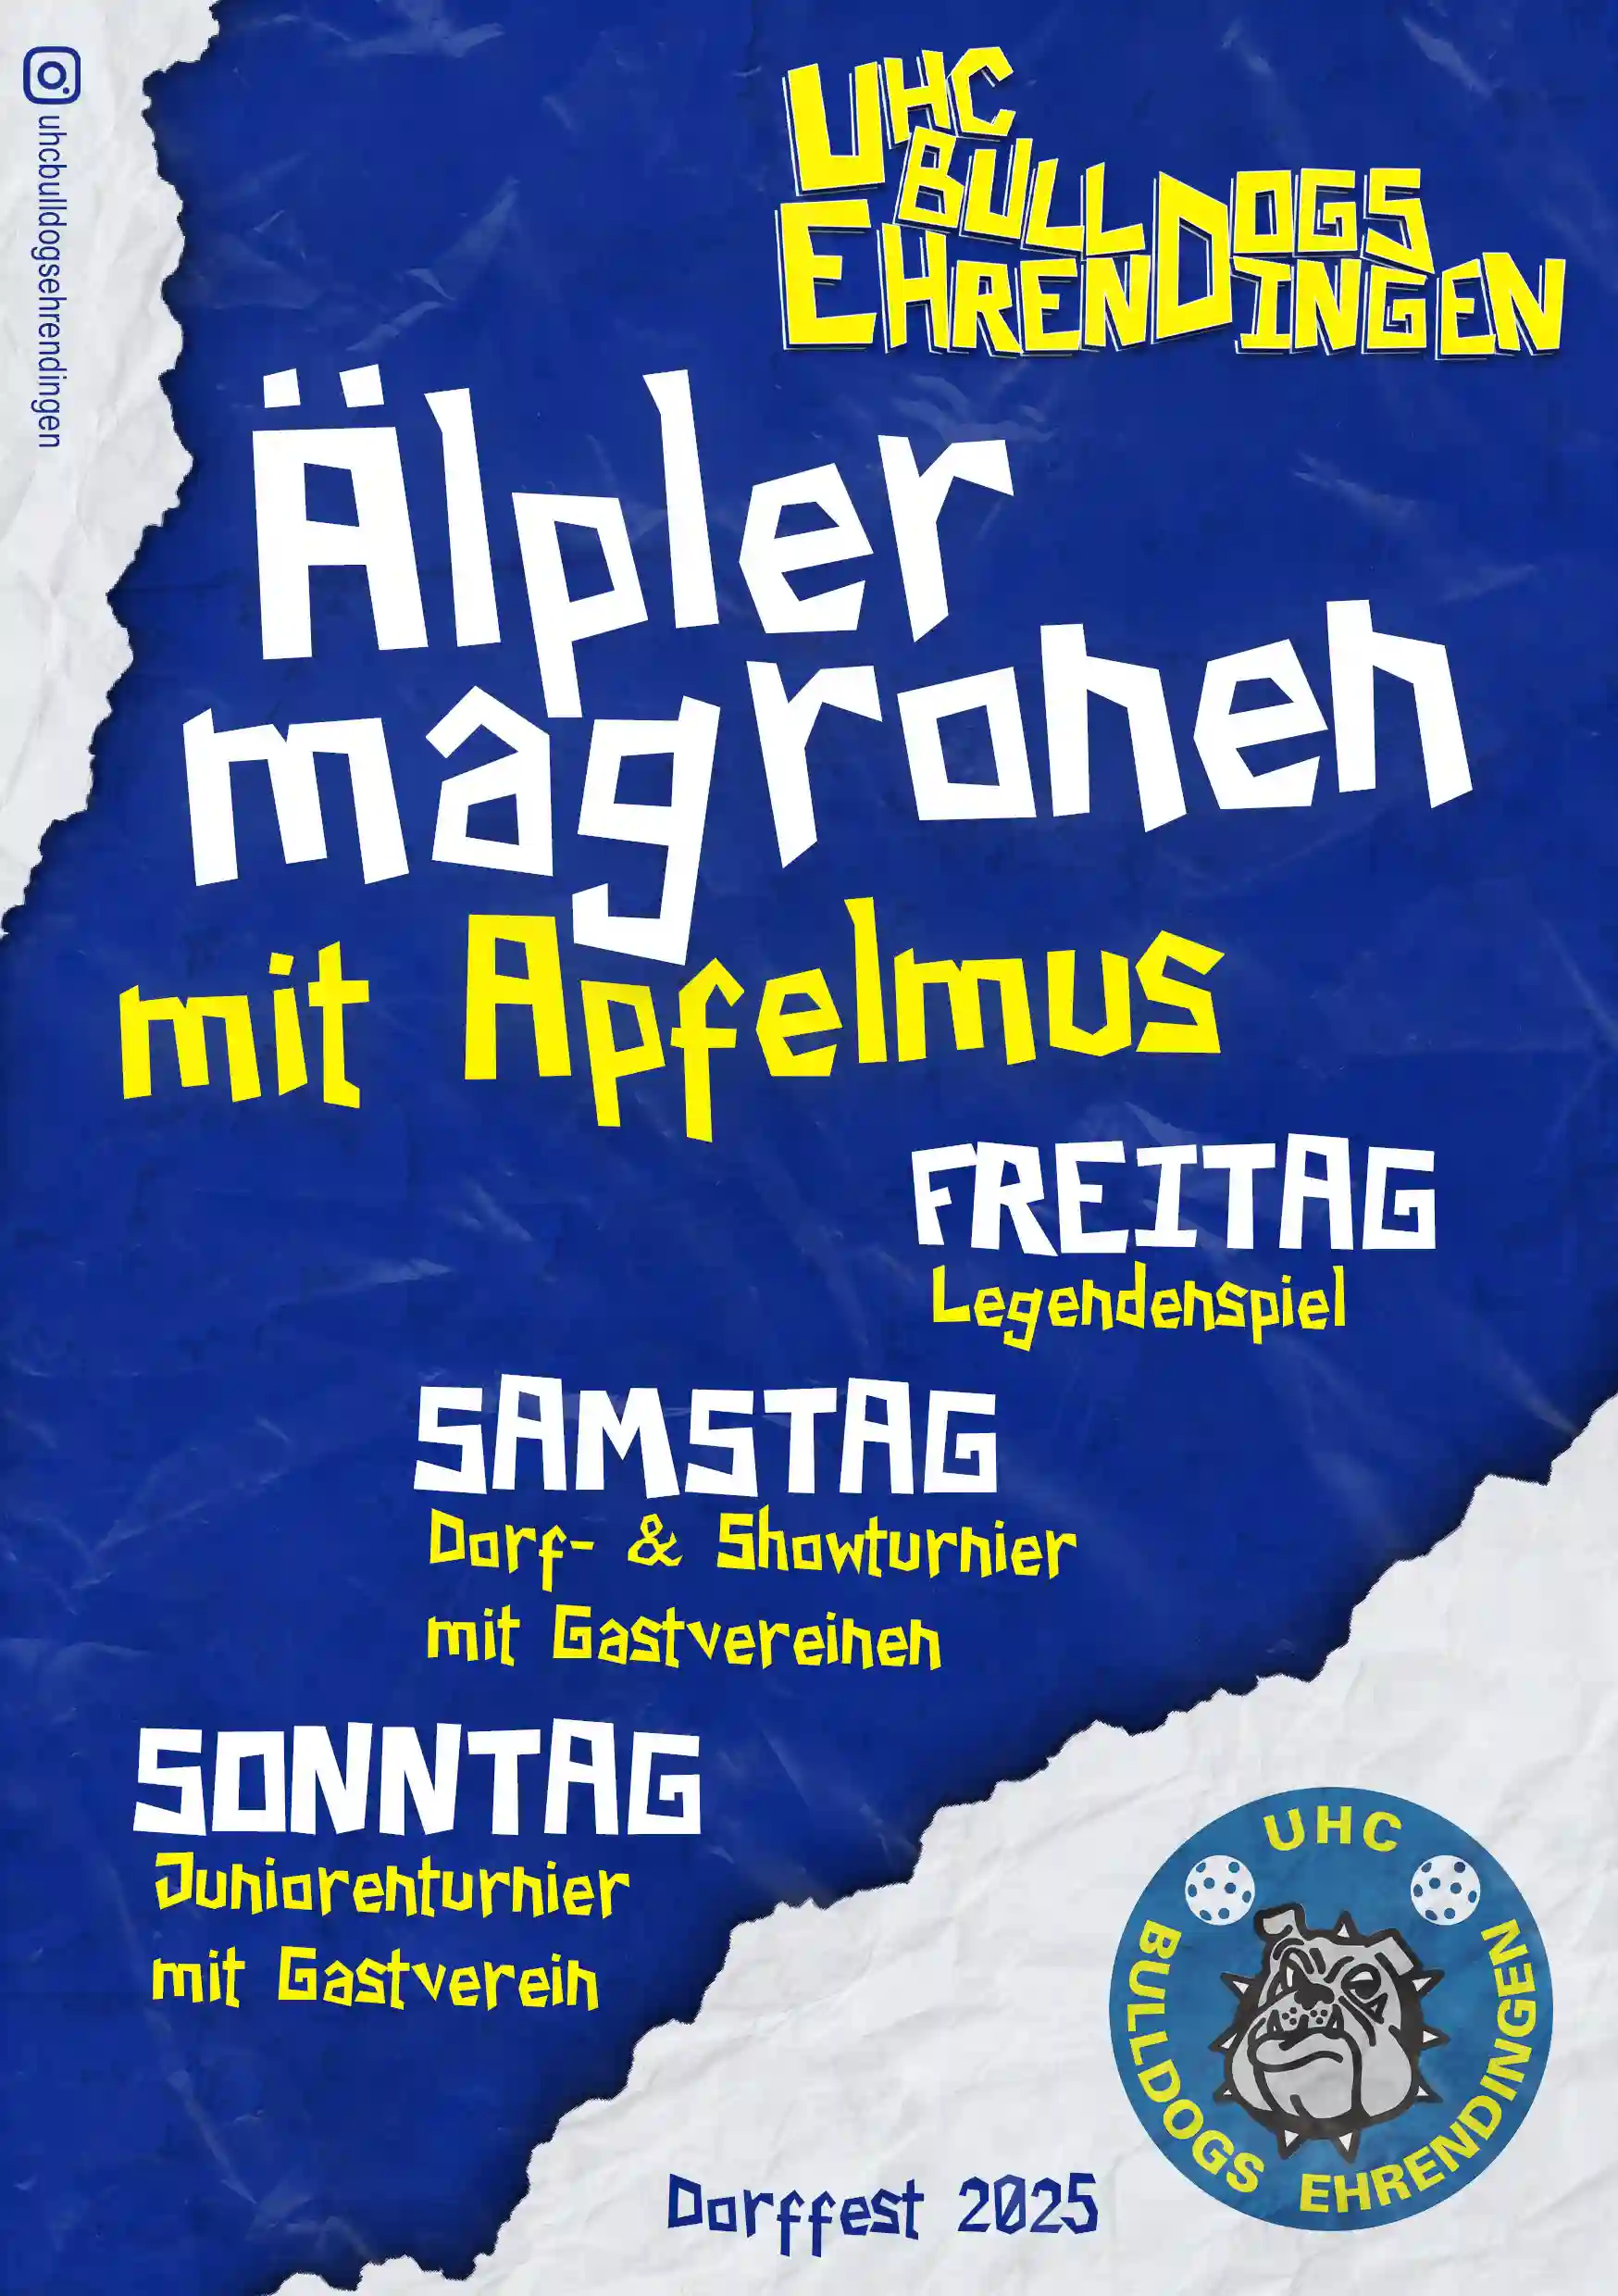 uhcbulldogsehrendingen
UHC
BULLDOGS
EHRENDINGEN
Älpler
magronen
mit Apfelmus
FREITAG
Legendenspiel
SAMSTAG
Dorf- & Showturnier
mit Gastvereinen
SONNTAG
Juniorenturnier
mit Gastverein
UHC
BULLDOGS EHRENDINGEN
Dorffest 2025